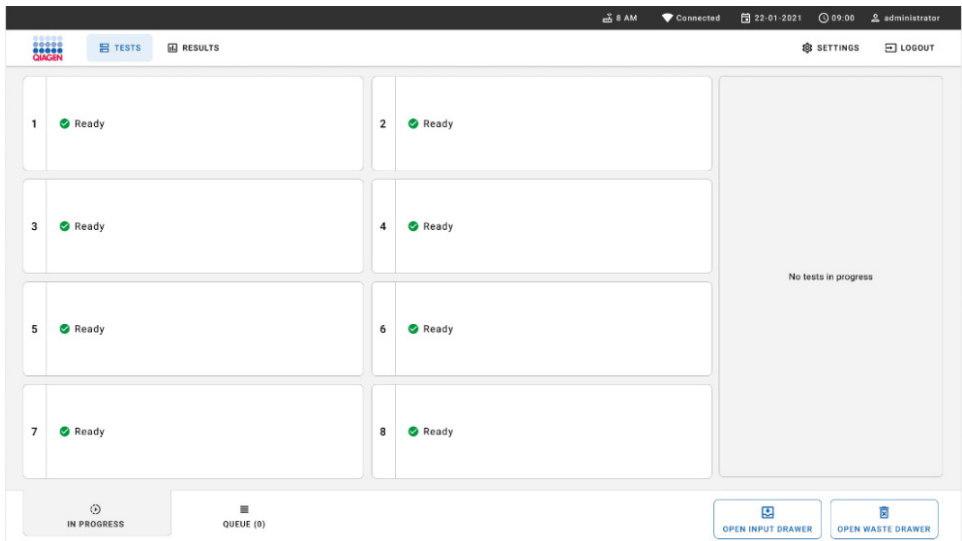 8 AM Connected 22-01-2021 09:00 administrator
QIAGEN TESTS RESULTS SETTINGS LOGOUT
1 Ready 2 Ready
3 Ready 4 Ready
No tests in progress
5 Ready 6 Ready
7 Ready 8 Ready
IN PROGRESS QUEUE (0) OPEN INPUT DRAWER OPEN WASTE DRAWER